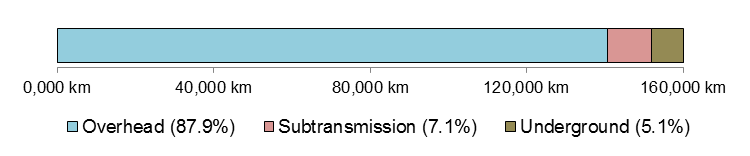 0,000 km 40,000 km 80,000 km 120,000 km 160,000 km
Overhead (87.9%) Subtransmission (7.1%) Underground (5.1%)